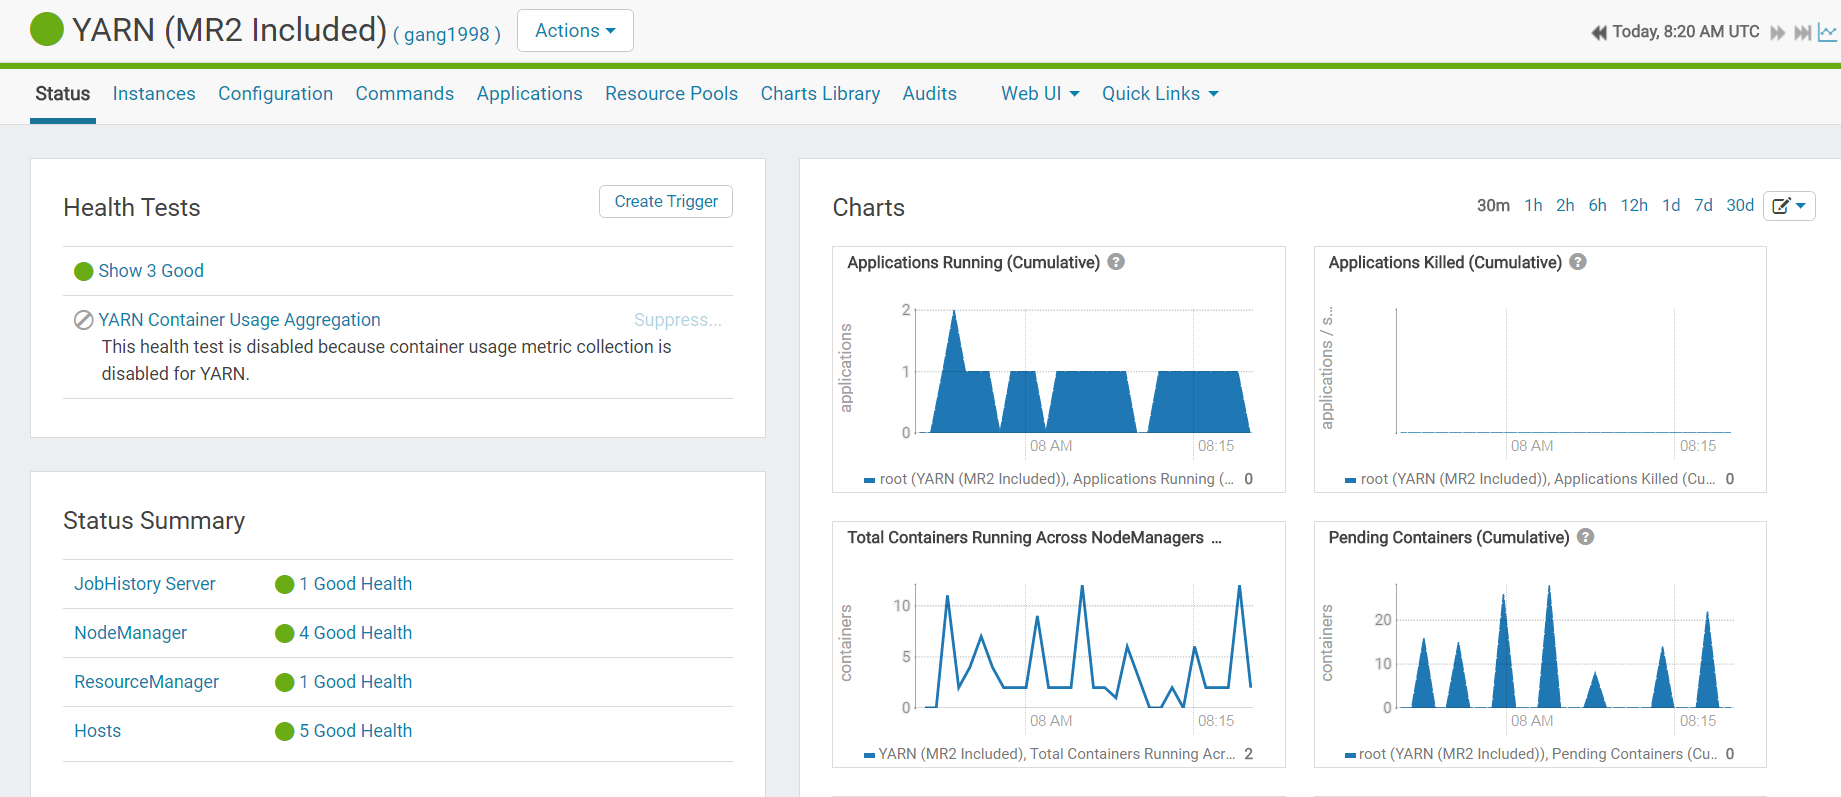 YARN (MR2 Included) ( gang1998 ) Actions
Today, 8:20 AM UTC
Status Instances Configuration Commands Applications Resource Pools Charts Library Audits Web UI Quick Links
Health Tests
Create Trigger
Show 3 Good
YARN Container Usage Aggregation Suppress...
This health test is disabled because container usage metric collection is
disabled for YARN.
Status Summary
JobHistory Server 1 Good Health
NodeManager 4 Good Health
ResourceManager 1 Good Health
Hosts 5 Good Health
Charts
30m 1h 2h 6h 12h 1d 7d 30d
Applications Running (Cumulative) ?
applications
2
1
0
08 AM 08:15
root (YARN (MR2 Included)), Applications Running (... 0
Applications Killed (Cumulative) ?
applications / s...
08 AM 08:15
root (YARN (MR2 Included)), Applications Killed (Cu... 0
Total Containers Running Across NodeManagers ...
containers
10
5
0
08 AM 08:15
YARN (MR2 Included), Total Containers Running Acr... 2
Pending Containers (Cumulative) ?
containers
20
10
0
08 AM 08:15
root (YARN (MR2 Included)), Pending Containers (Cu... 0